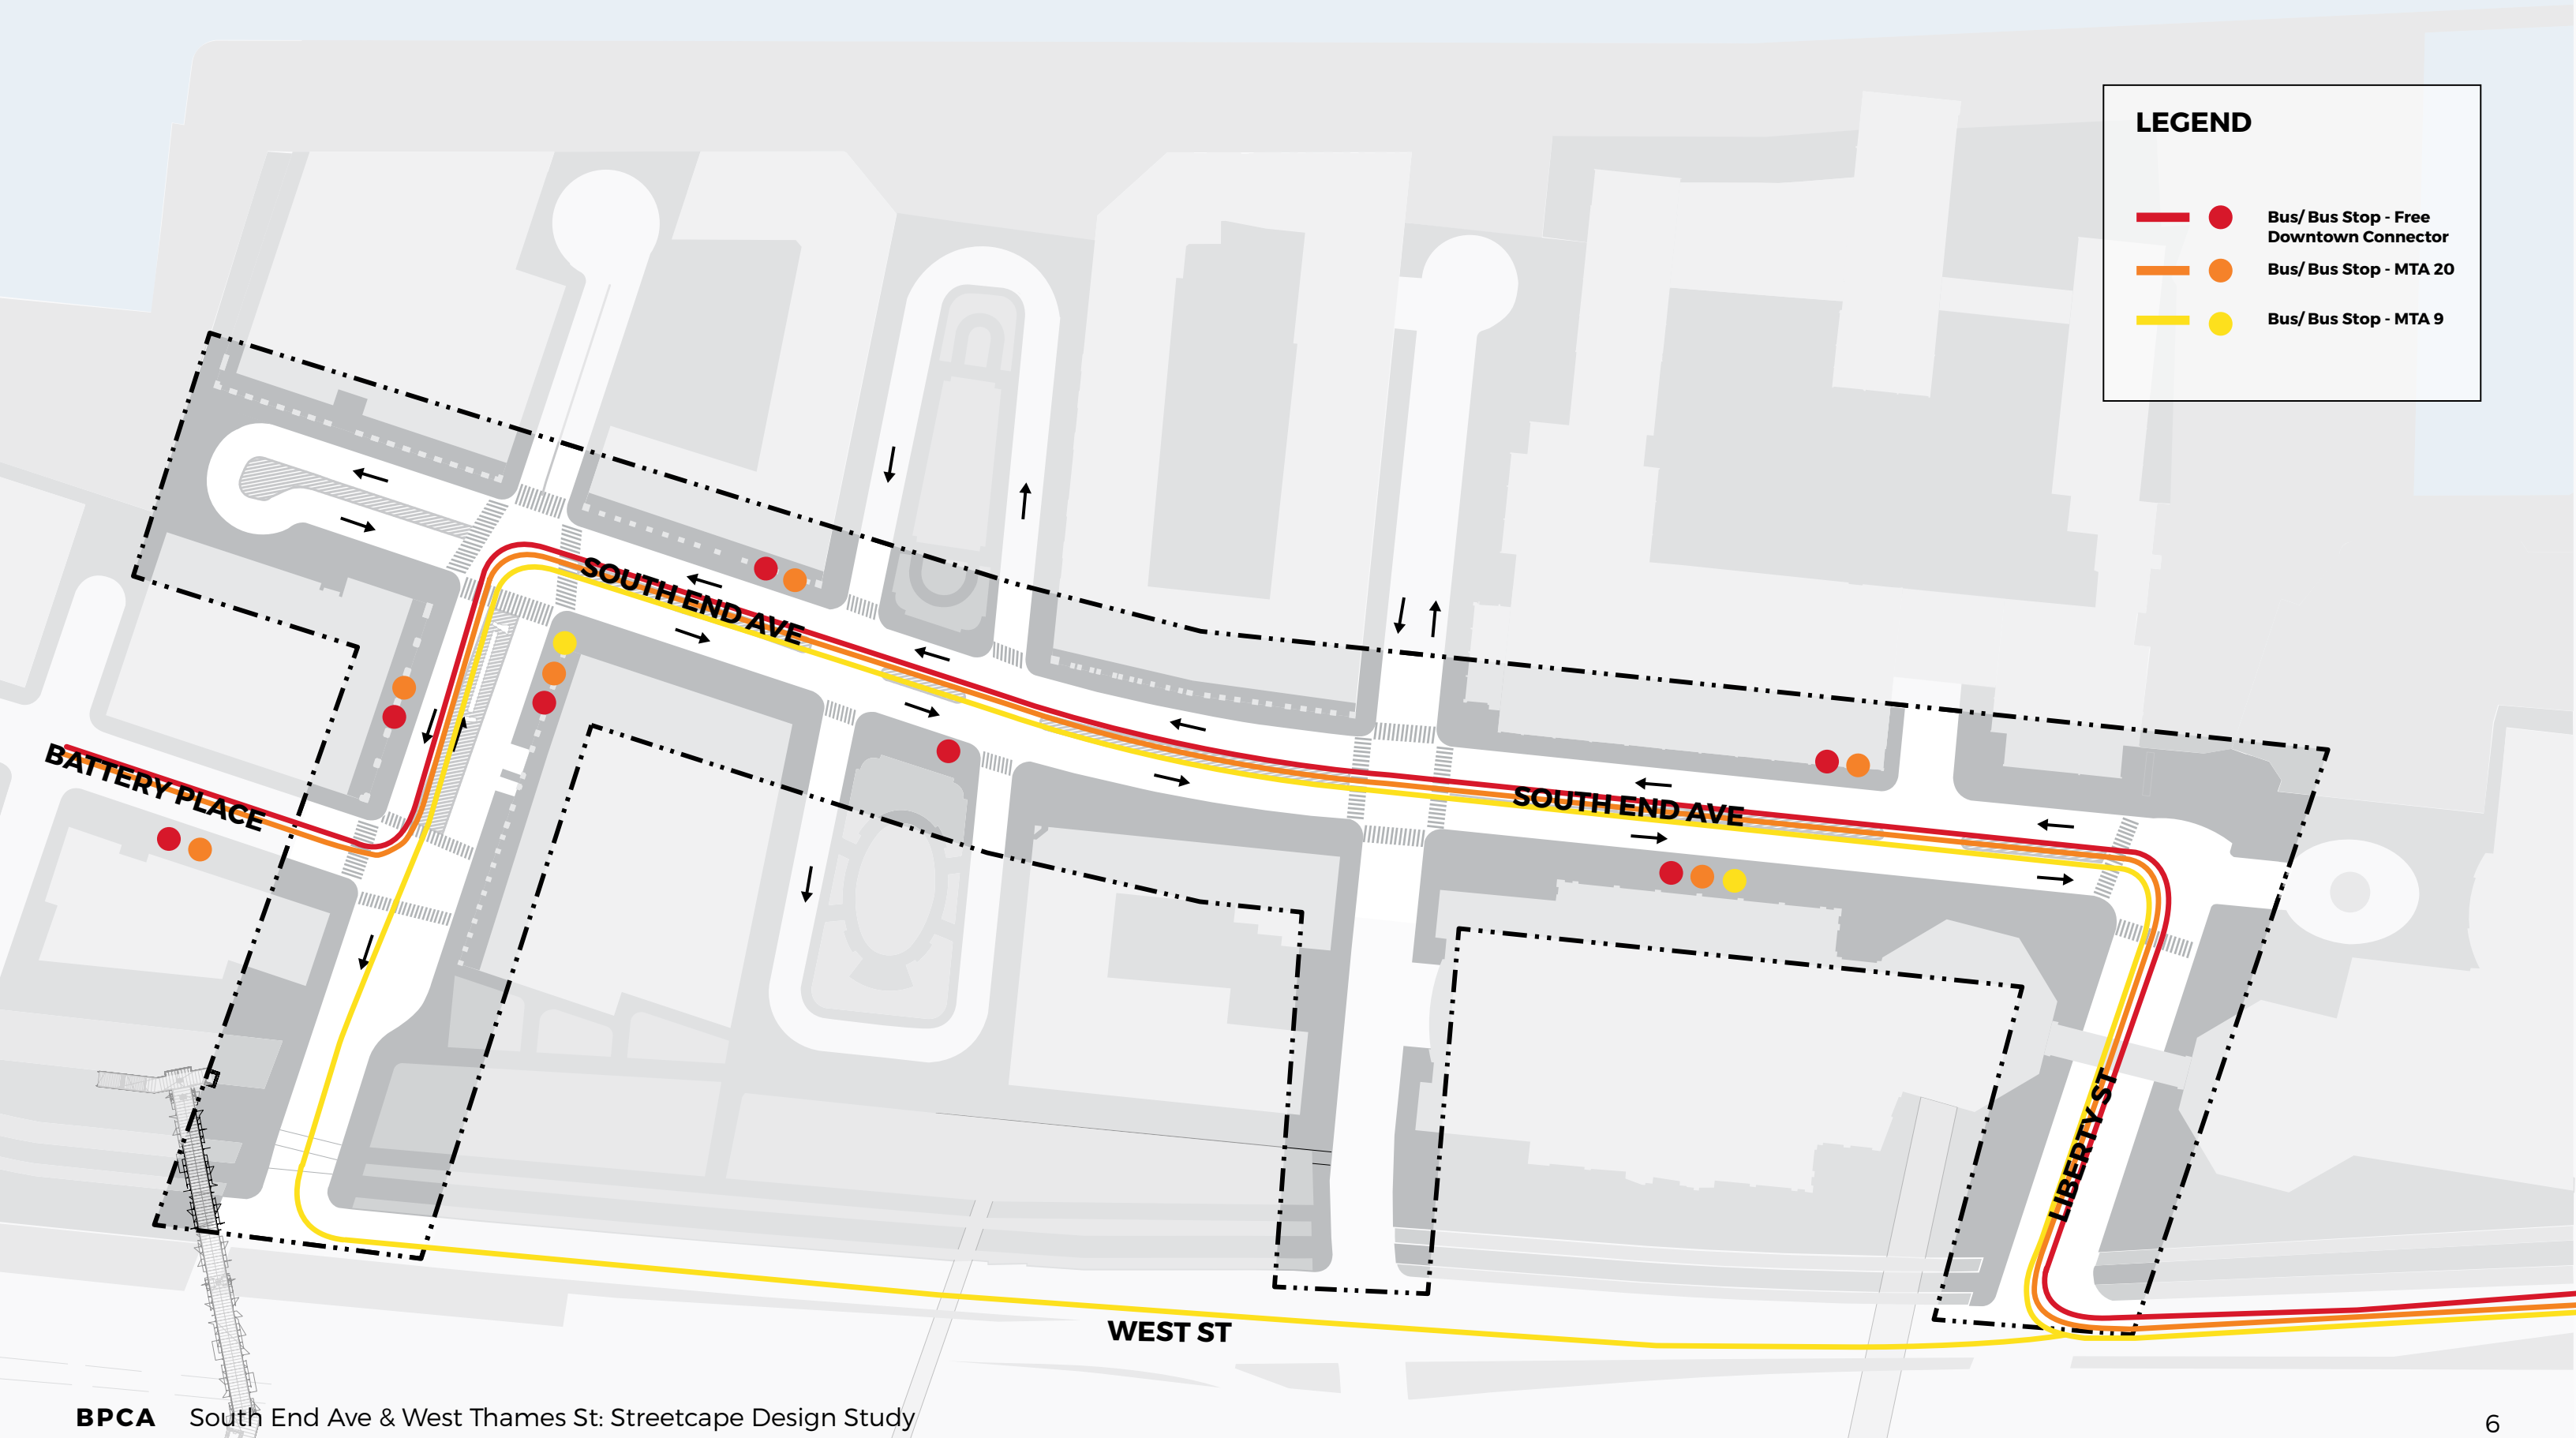 LEGEND
Bus/ Bus Stop - Free
Downtown Connector
Bus/ Bus Stop - MTA 20
Bus/ Bus Stop - MTA 9
SOUTH END AVE
BATTERY PLACE
SOUTH END AVE
LIBERTY ST
WEST ST
BPCA South End Ave & West Thames St: Streetscape Design Study
6